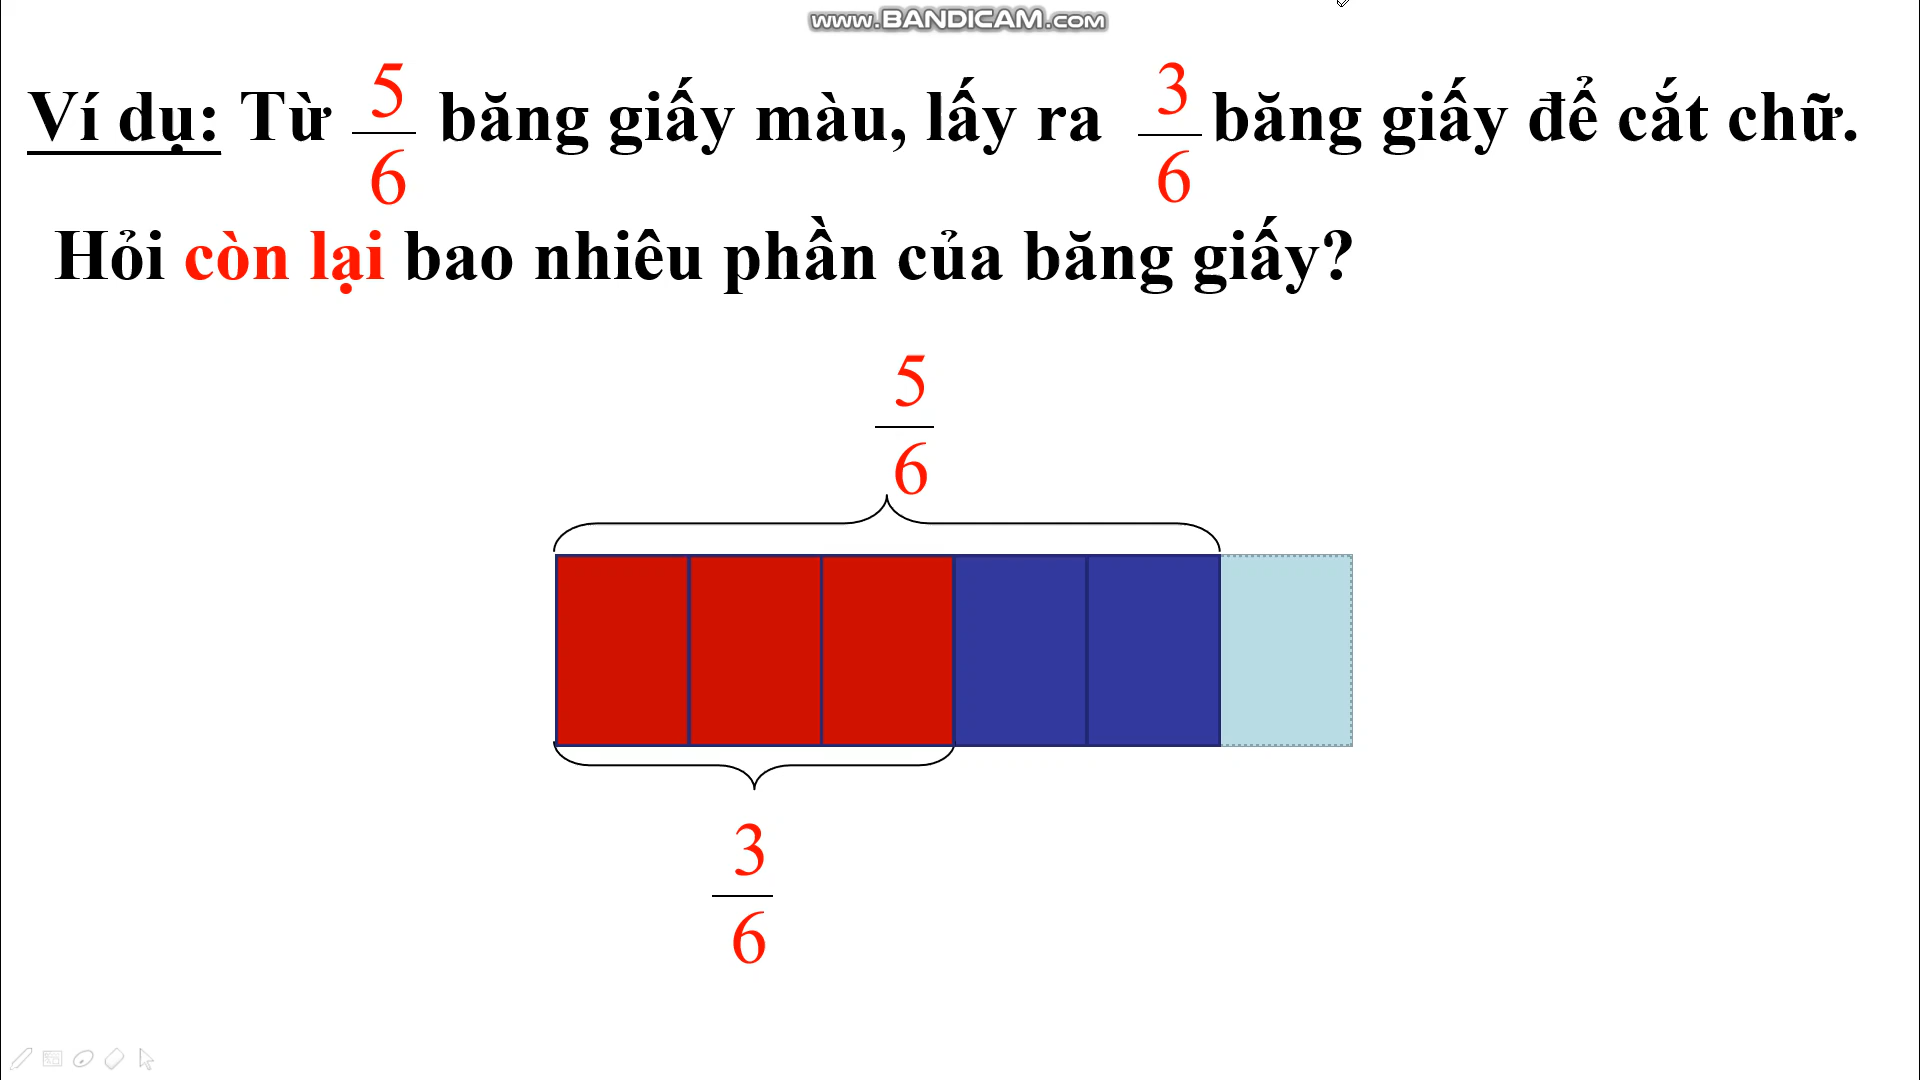 www.BANDICAM.com
Ví dụ: Từ 5/6 băng giấy màu, lấy ra 3/6 băng giấy để cắt chữ.
Hỏi còn lại bao nhiêu phần của băng giấy?
5/6
3/6